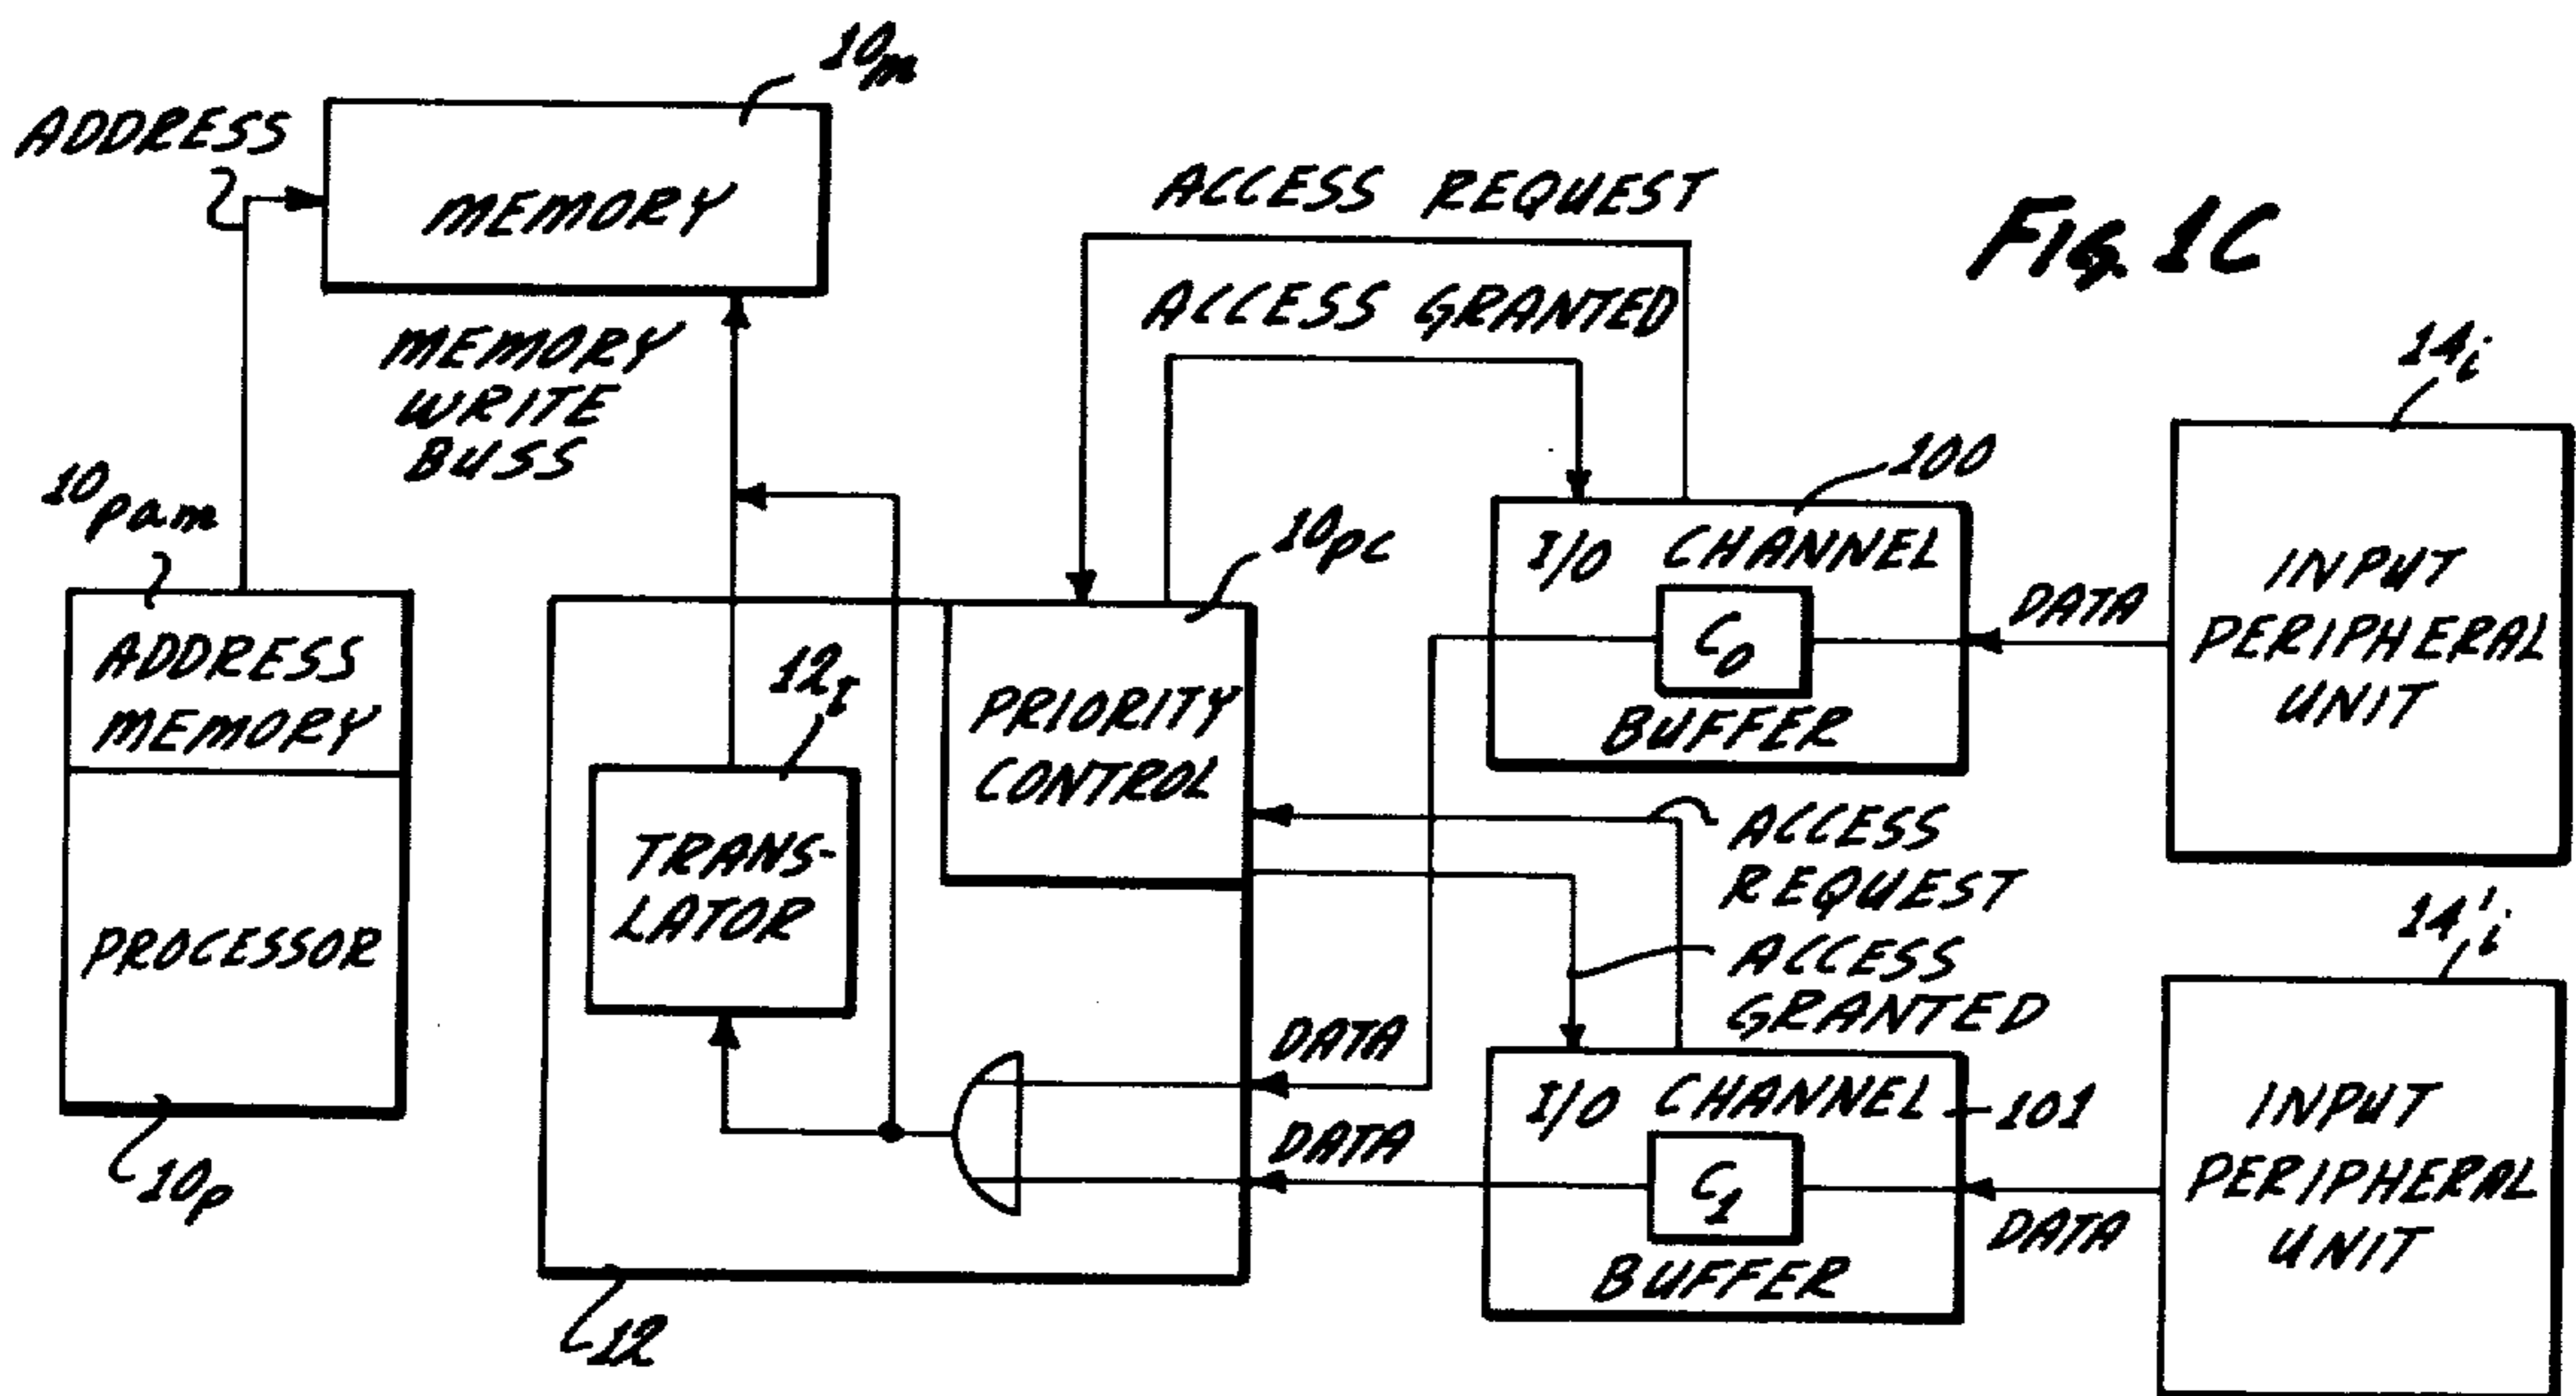 10m
ADDRESS
MEMORY
ACCESS REQUEST
Fig. 1C
ACCESS GRANTED
MEMORY
WRITE
BUSS
14i
10pam
100
10pc
I/O CHANNEL
C0
BUFFER
DATA
INPUT
PERIPHERAL
UNIT
ADDRESS
MEMORY
12t
PRIORITY
CONTROL
TRANS-
LATOR
ACCESS
REQUEST
ACCESS
GRANTED
14'i
PROCESSOR
DATA
DATA
I/O CHANNEL
101
C1
BUFFER
DATA
INPUT
PERIPHERAL
UNIT
10p
12